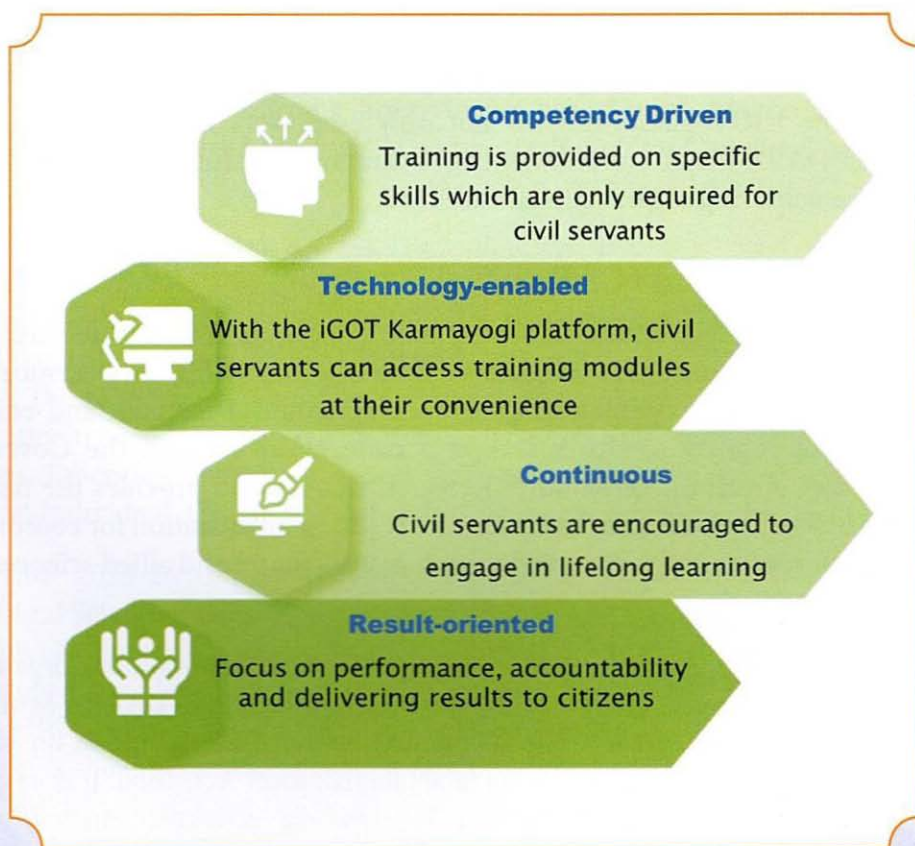 Competency Driven
Training is provided on specific
skills which are only required for
civil servants
Technology-enabled
With the iGOT Karmayogi platform, civil
servants can access training modules
at their convenience
Continuous
Civil servants are encouraged to
engage in lifelong learning
Result-oriented
Focus on performance, accountability
and delivering results to citizens